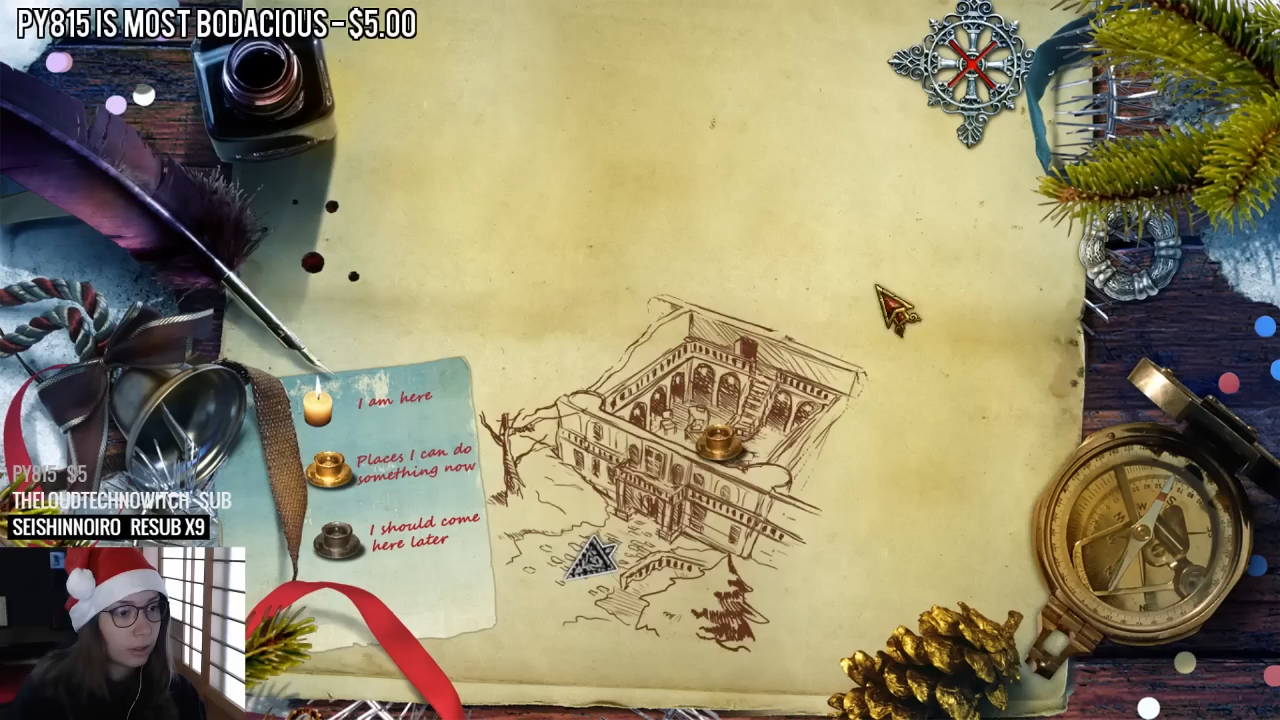 PY815 IS MOST BODACIOUS - $5.00
I am here
Places I can do
something now
I should come
here later
PY815 $5
THELOUDTECHNOWITCH SUB
SEISHINNOIRO RESUB X9